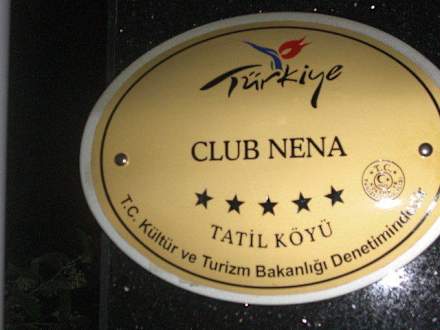 Türkiye
CLUB NENA
TATİL KÖYÜ
T.C. Kültür ve Turizm Bakanlığı Denetimindedir